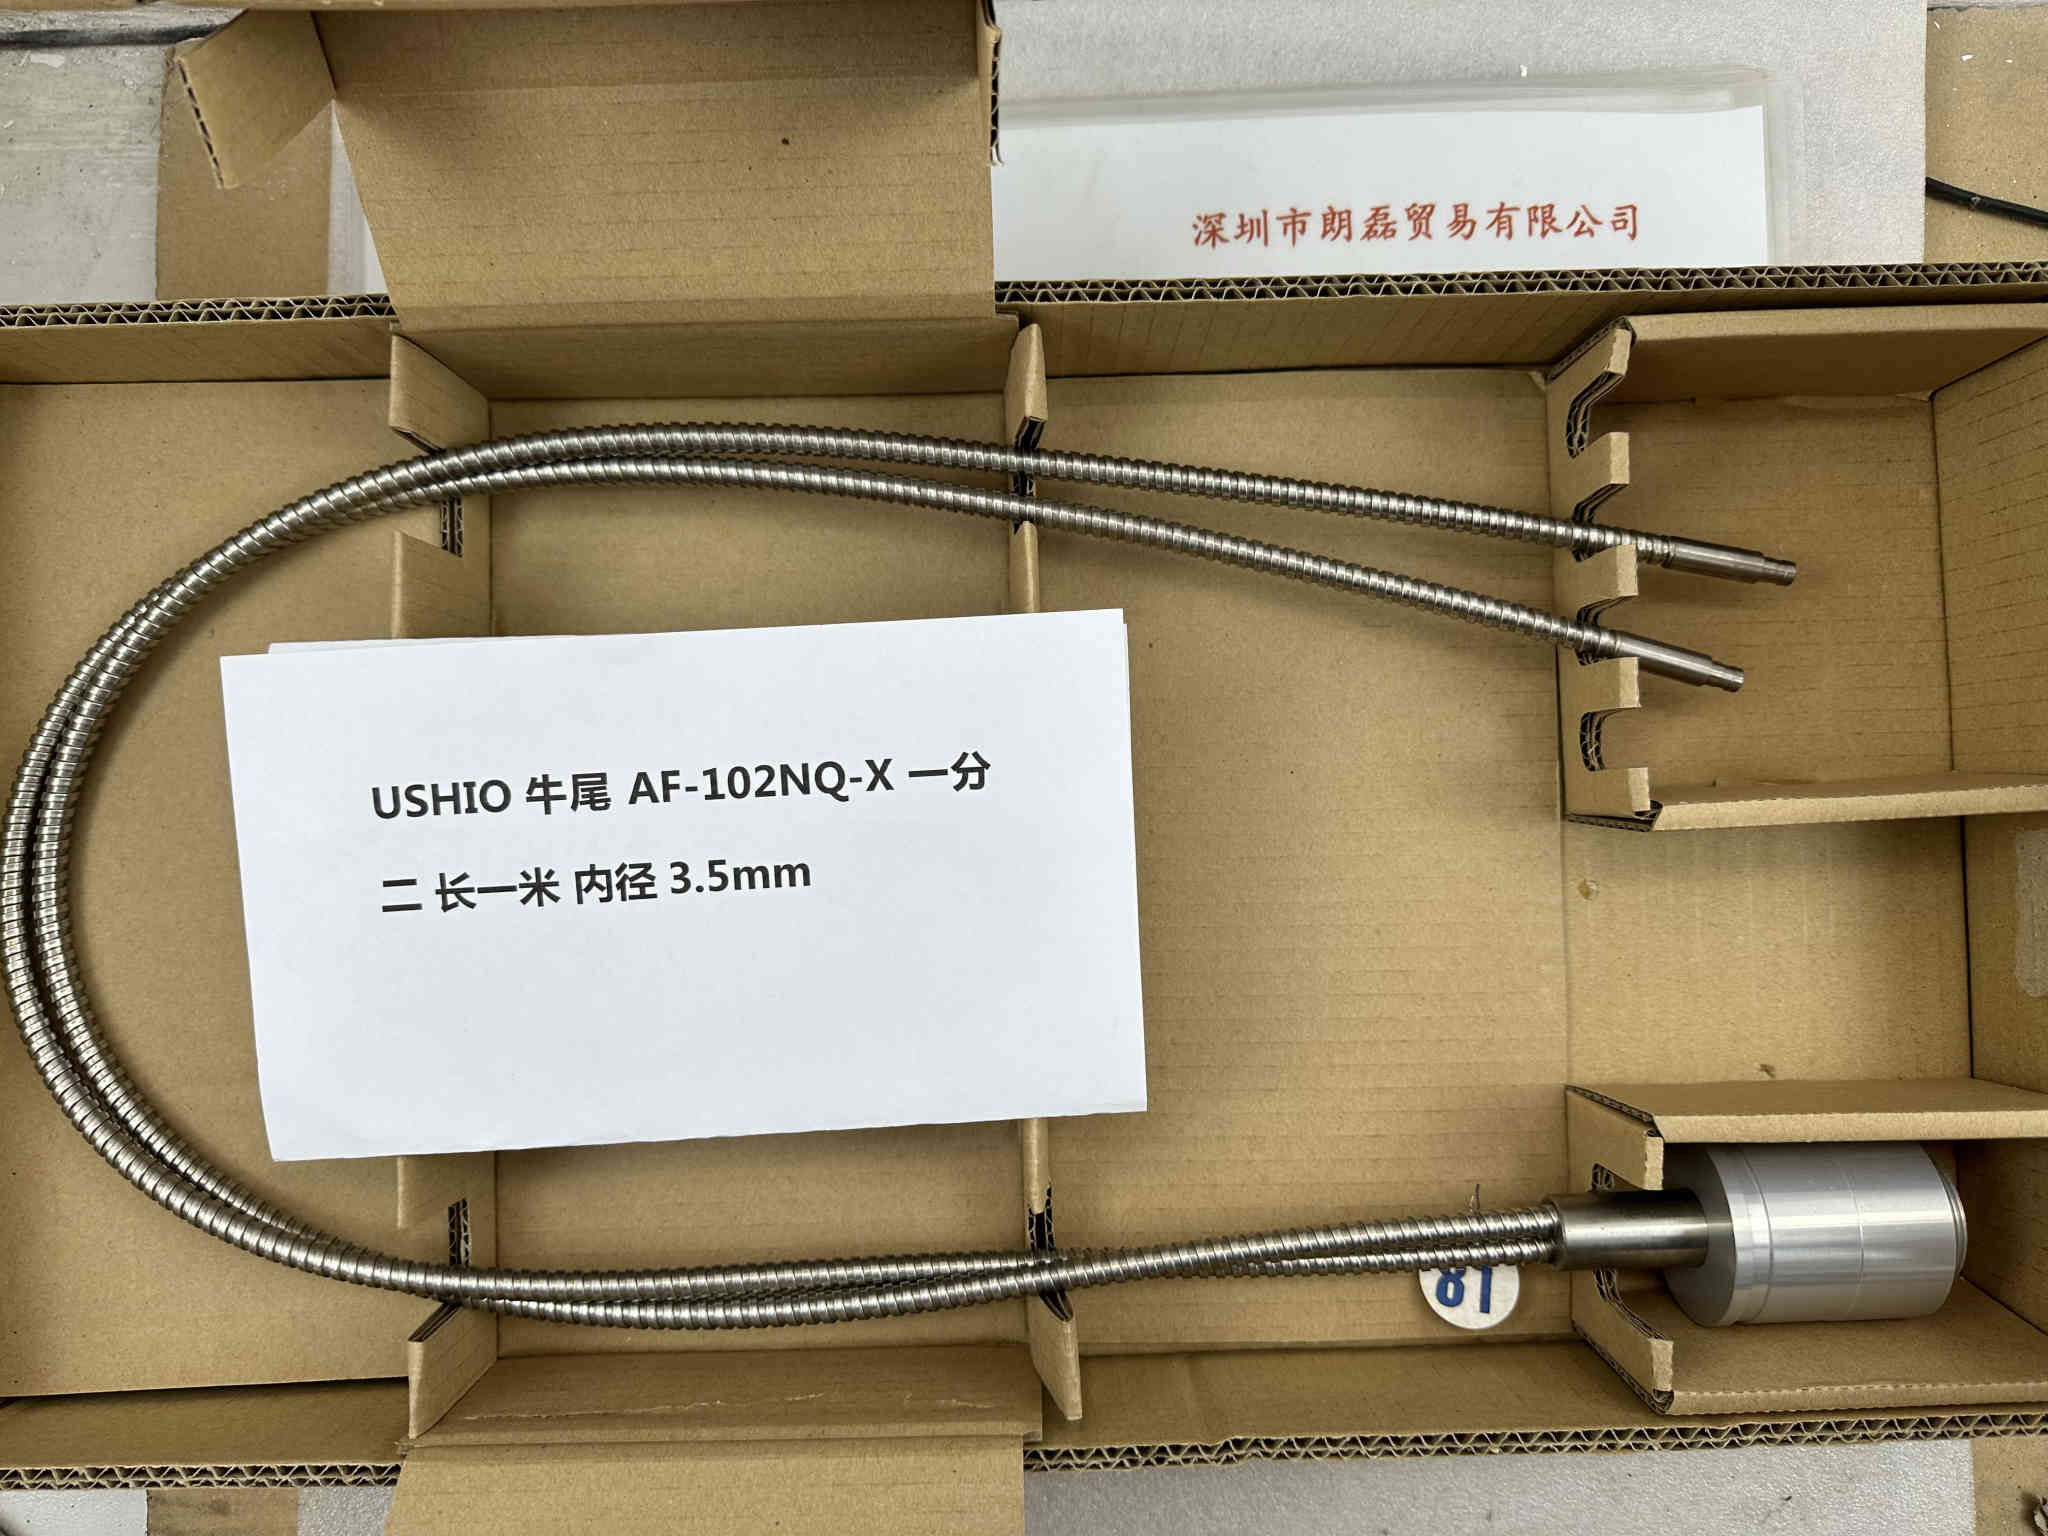 深圳市朗磊贸易有限公司
USHIO 牛尾 AF-102NQ-X 一分
二 长一米 内径 3.5mm
81